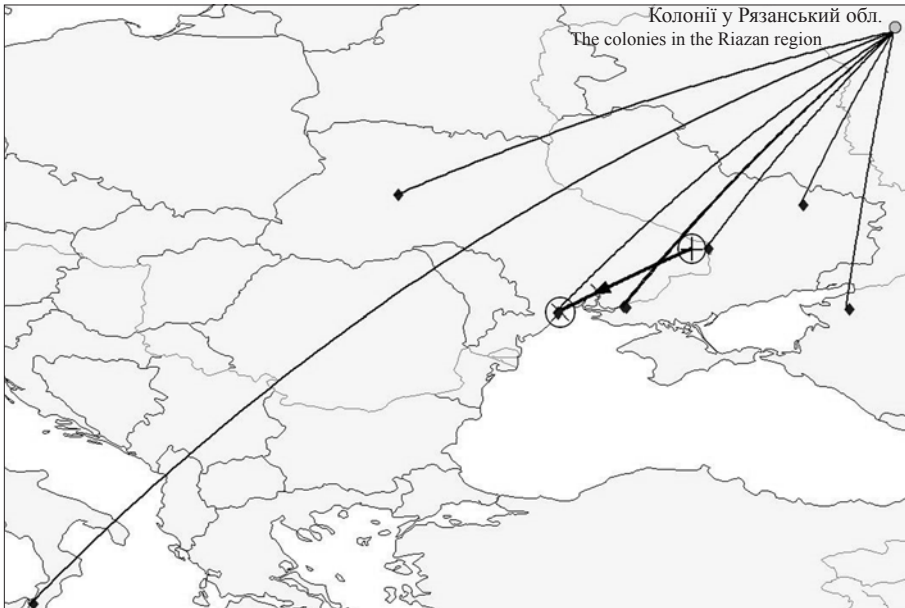 Колонії у Рязанський обл.
The colonies in the Riazan region